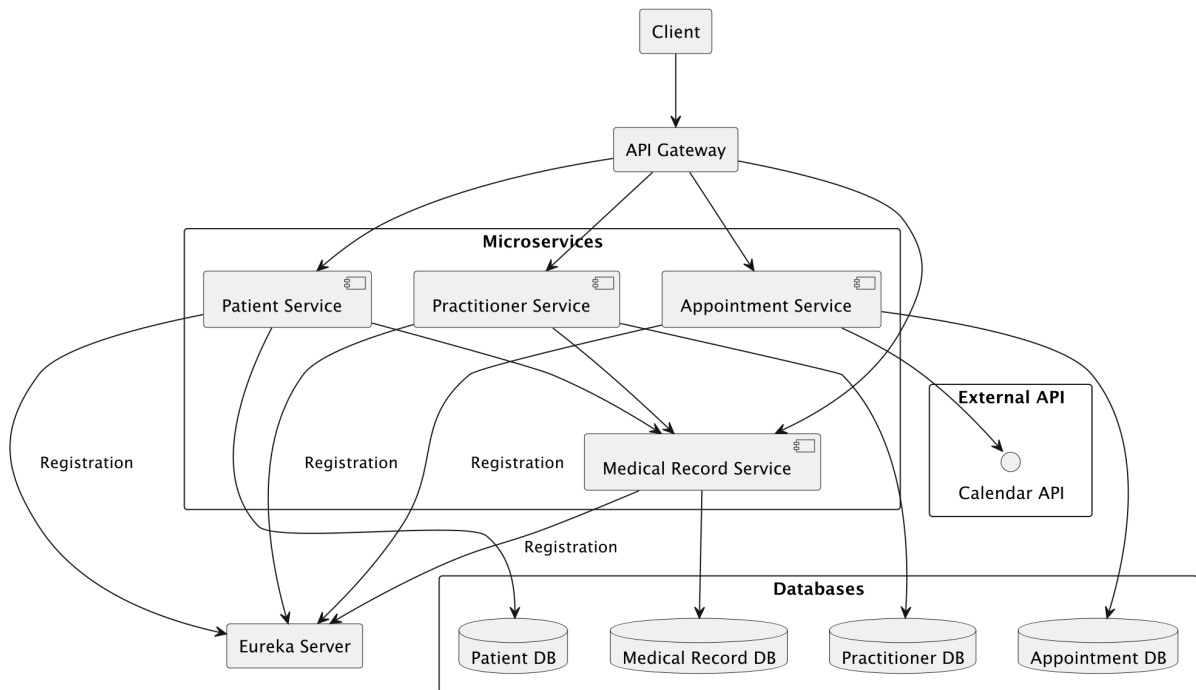 Client
API Gateway
Microservices
Patient Service
Practitioner Service
Appointment Service
External API
Registration
Registration
Registration
Medical Record Service
Calendar API
Registration
Databases
Eureka Server
Patient DB
Medical Record DB
Practitioner DB
Appointment DB